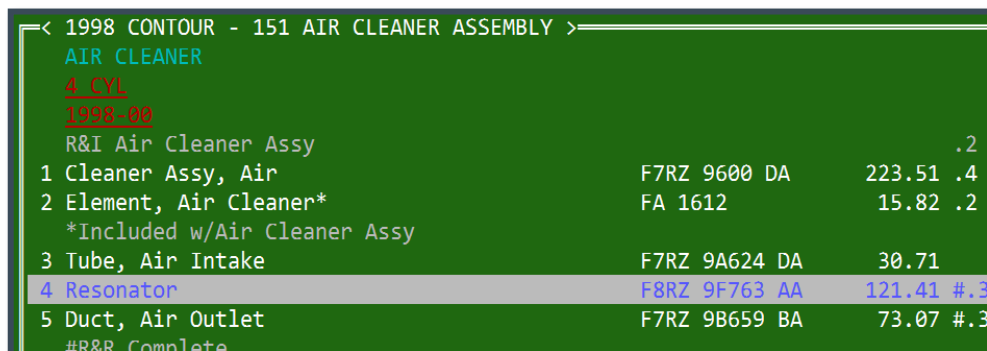 < 1998 CONTOUR - 151 AIR CLEANER ASSEMBLY >
AIR CLEANER
4 CYL
1998-00
R&I Air Cleaner Assy .2
1 Cleaner Assy, Air F7RZ 9600 DA 223.51 .4
2 Element, Air Cleaner* FA 1612 15.82 .2
*Included w/Air Cleaner Assy
3 Tube, Air Intake F7RZ 9A624 DA 30.71
4 Resonator F8RZ 9F763 AA 121.41 #.3
5 Duct, Air Outlet F7RZ 9B659 BA 73.07 #.3
#R&R Complete